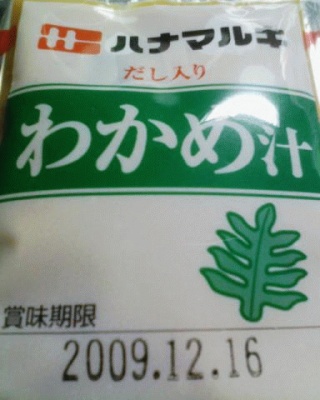 ハナマルキ
だし入り
わかめ汁
賞味期限
2009.12.16